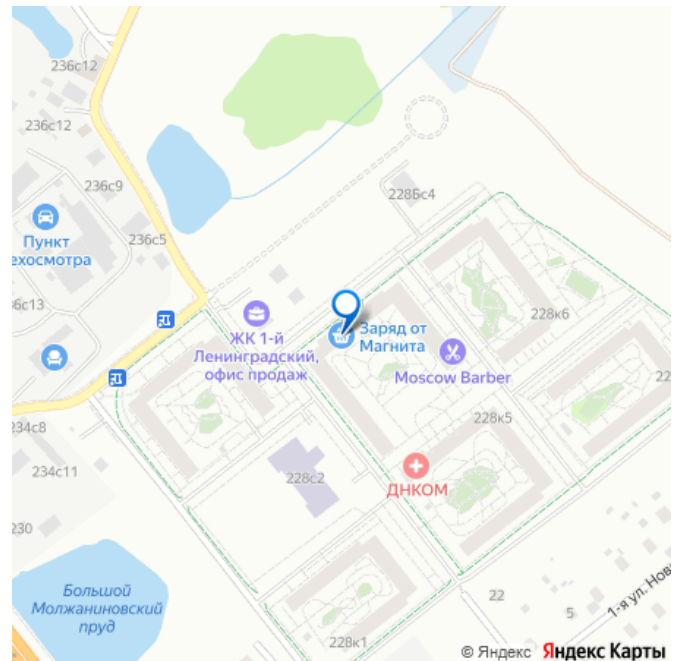 236с12
236с12
236с9
228Бс4
Пункт
ехосмотра
236с5
6с13
ЖК 1-й
Ленинградский,
офис продаж
Заряд от
Магнита
228к6
Moscow Barber
22
234с8
228к5
234с11
228с2
ДНКОМ
230
Большой
Молжаниновский
пруд
22
5
1-я ул. Нов
228к1
© Яндекс Яндекс Карты